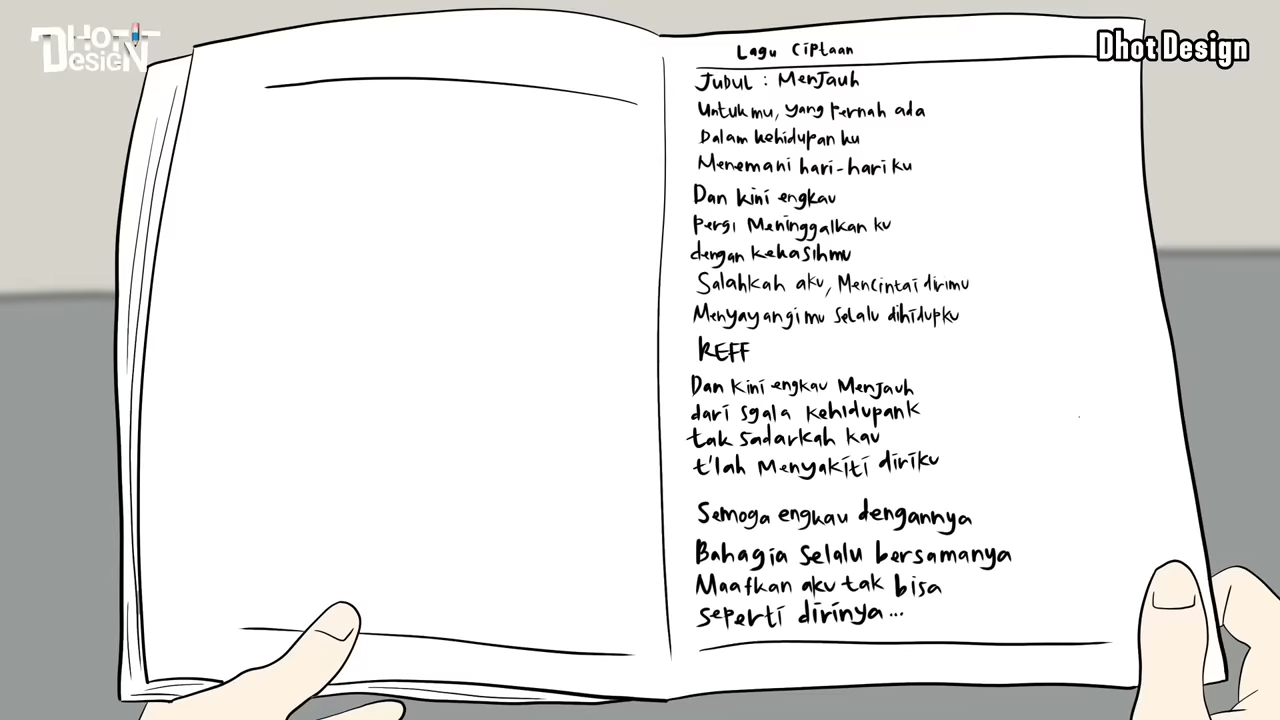 DHOT DESIGN
Dhot Design
Lagu Ciptaan
Judul : Menjauh
Untukmu, yang pernah ada
Dalam kehidupan ku
Menemani hari-hari ku
Dan kini engkau
pergi Meninggalkan ku
dengan kekasihmu
Salahkah aku, Mencintai dirimu
Menyayangimu selalu dihidupku
REFF
Dan kini engkau Menjauh
dari sgala kehidupank
tak sadarkah kau
t'lah Menyakiti diriku
Semoga engkau dengannya
Bahagia selalu bersamanya
Maafkan aku tak bisa
seperti dirinya...